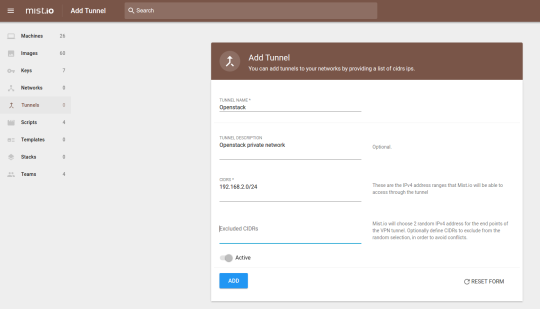 mist.io
Add Tunnel
Search
Machines 26
Images 60
Keys 7
Networks 0
Tunnels 0
Scripts 4
Templates 0
Stacks 0
Teams 4
Add Tunnel
You can add tunnels to your networks by providing a list of cidrs ips.
TUNNEL NAME *
Openstack
TUNNEL DESCRIPTION
Openstack private network
Optional.
CIDRS *
192.168.2.0/24
These are the IPv4 address ranges that Mist.io will be able to
access through the tunnel
Excluded CIDRs
Mist.io will choose 2 random IPv4 address for the end points of
the VPN tunnel. Optionally define CIDRs to exclude from the
random selection, in order to avoid conflicts.
Active
ADD
RESET FORM